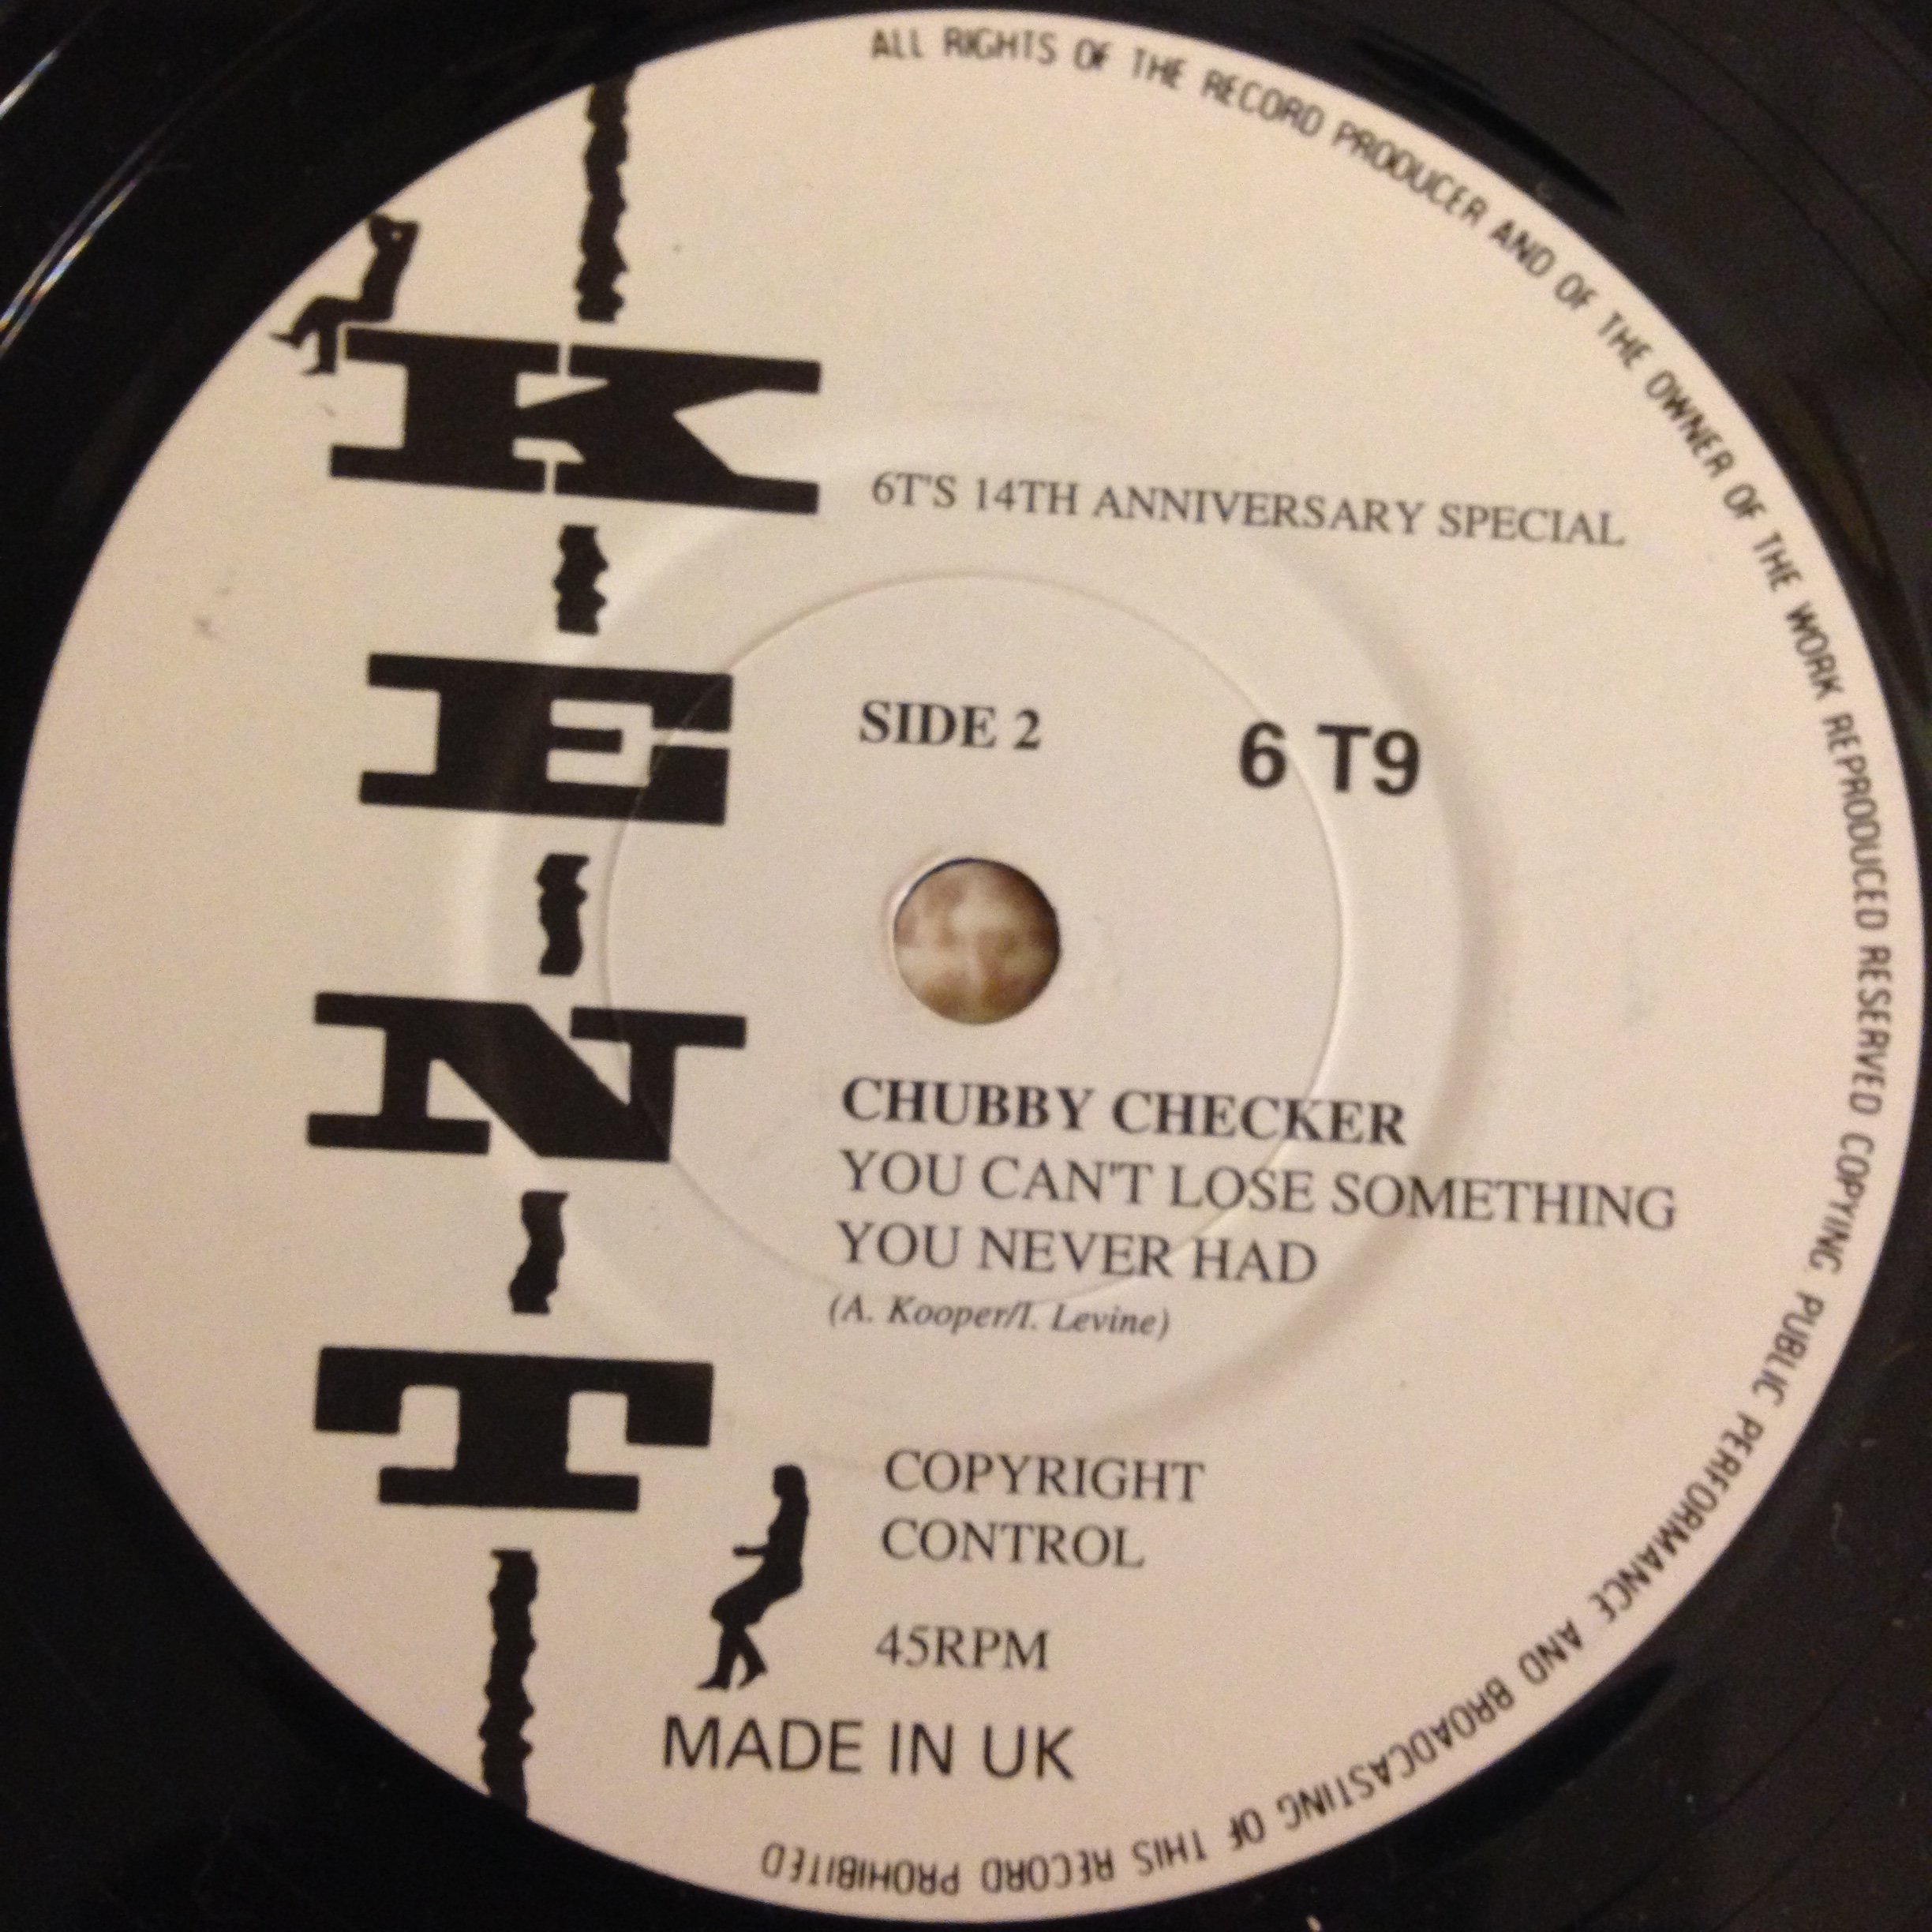 ALL RIGHTS OF THE RECORD PRODUCER AND OF THE OWNER OF THE WORK REPRODUCED RESERVED COPYING PUBLIC PERFORMANCE AND BROADCASTING OF THIS RECORD PROHIBITED
KENT
6T'S 14TH ANNIVERSARY SPECIAL
SIDE 2 6 T9
CHUBBY CHECKER
YOU CAN'T LOSE SOMETHING
YOU NEVER HAD
(A. Kooper/I. Levine)
COPYRIGHT
CONTROL
45RPM
MADE IN UK